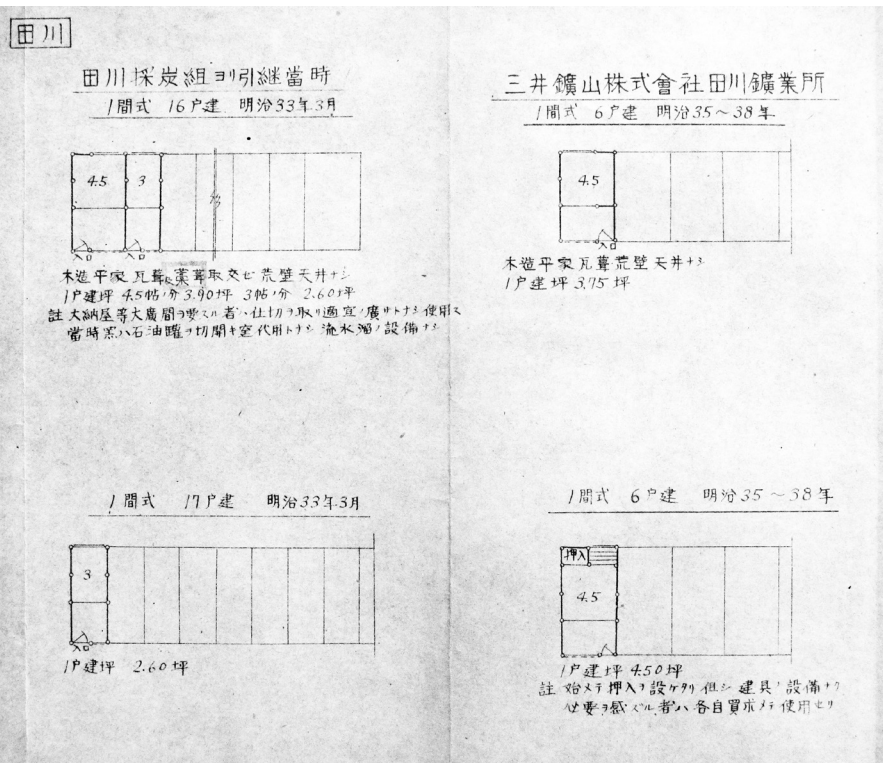 田川
田川採炭組ヨリ引継當時
1間式 16戸建 明治33年3月
4.5 3
入口 入口
木造平家瓦葺藁葺取交ゼ荒壁天井ナシ
1戸建坪 4.5帖ノ分 3.90坪 3帖ノ分 2.60坪
註 大納屋等大廣間ヲ要スル者ハ仕切ヲ取リ適宜ノ廣サトナシ使用ス
當時窯ハ石油罐ヲ切開キ窯代用トナシ流水溜ノ設備ナシ
1間式 17戸建 明治33年3月
3
入口
1戸建坪 2.60坪
三井鑛山株式會社田川鑛業所
1間式 6戸建 明治35～38年
4.5
入口
木造平家瓦葺荒壁天井ナシ
1戸建坪 3.75坪
1間式 6戸建 明治35～38年
押入
4.5
1戸建坪 4.50坪
註 始メテ押入ヲ設ケタリ但シ建具ノ設備ナク
必要ヲ感ズル者ハ各自買求メテ使用セリ